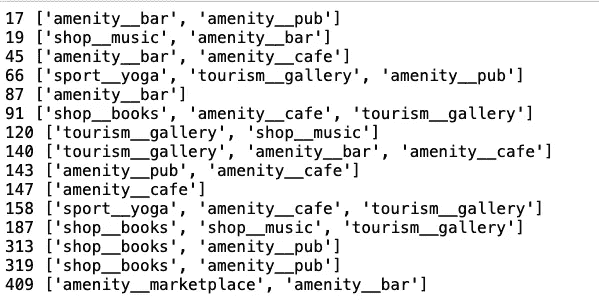 17 ['amenity__bar', 'amenity__pub']
19 ['shop__music', 'amenity__bar']
45 ['amenity__bar', 'amenity__cafe']
66 ['sport__yoga', 'tourism__gallery', 'amenity__pub']
87 ['amenity__bar']
91 ['shop__books', 'amenity__cafe', 'tourism__gallery']
120 ['tourism__gallery', 'shop__music']
140 ['tourism__gallery', 'amenity__bar', 'amenity__cafe']
143 ['amenity__pub', 'amenity__cafe']
147 ['amenity__cafe']
158 ['sport__yoga', 'amenity__cafe', 'tourism__gallery']
187 ['shop__books', 'shop__music', 'tourism__gallery']
313 ['shop__books', 'amenity__pub']
319 ['shop__books', 'amenity__pub']
409 ['amenity__marketplace', 'amenity__bar']